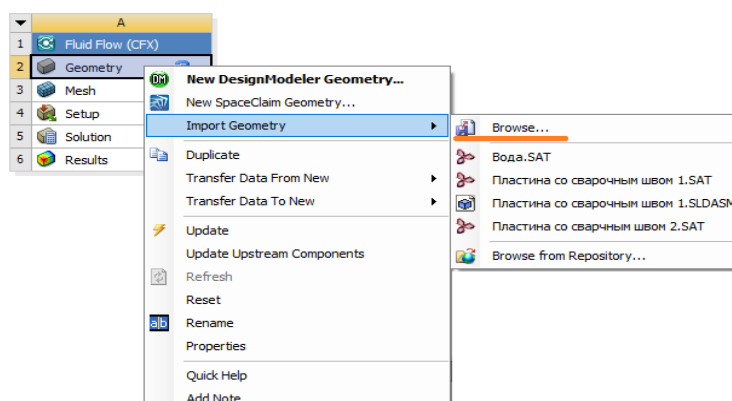 A
1 Fluid Flow (CFX)
2 Geometry
3 Mesh
4 Setup
5 Solution
6 Results
New DesignModeler Geometry...
New SpaceClaim Geometry...
Import Geometry
Duplicate
Transfer Data From New
Transfer Data To New
Update
Update Upstream Components
Refresh
Reset
Rename
Properties
Quick Help
Add Note
Browse...
Вода.SAT
Пластина со сварочным швом 1.SAT
Пластина со сварочным швом 1.SLDASM
Пластина со сварчным швом 2.SAT
Browse from Repository...